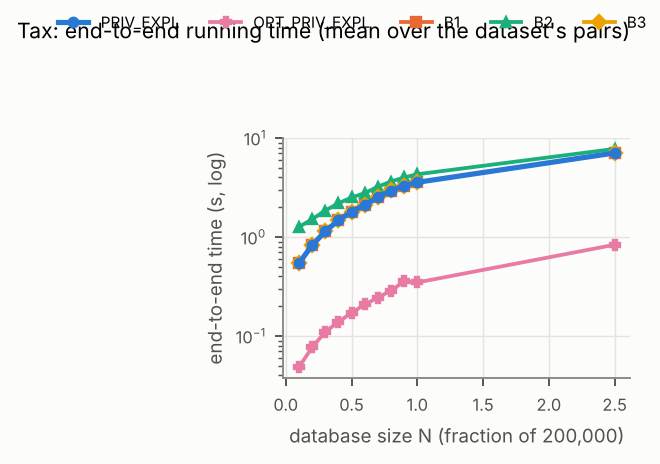 PRIV_EXPL OPT_PRIV_EXPL B1 B2 B3
Tax: end-to-end running time (mean over the dataset's pairs)
end-to-end time (s, log)
10¹
10⁰
10⁻¹
0.0 0.5 1.0 1.5 2.0 2.5
database size N (fraction of 200,000)